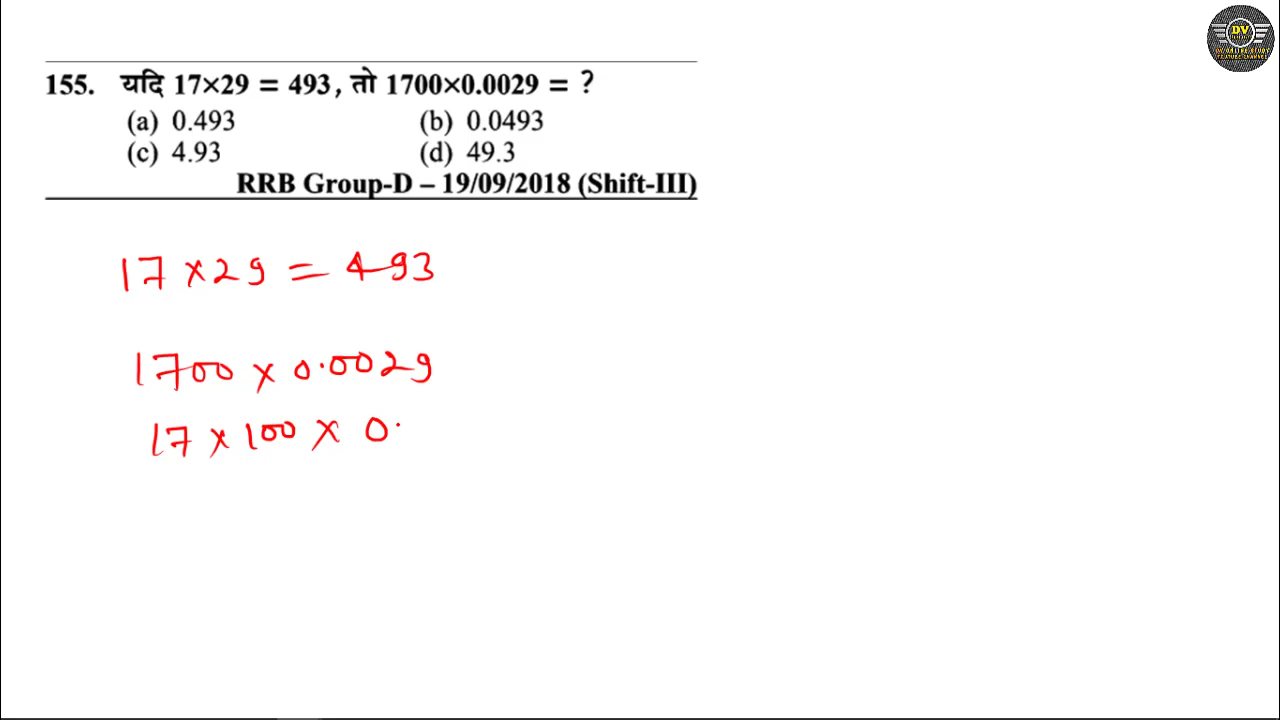 DV
155. यदि 17×29 = 493, तो 1700×0.0029 = ?
(a) 0.493 (b) 0.0493
(c) 4.93 (d) 49.3
RRB Group-D – 19/09/2018 (Shift-III)
17 × 29 = 493
1700 × 0.0029
17 × 100 × 0.